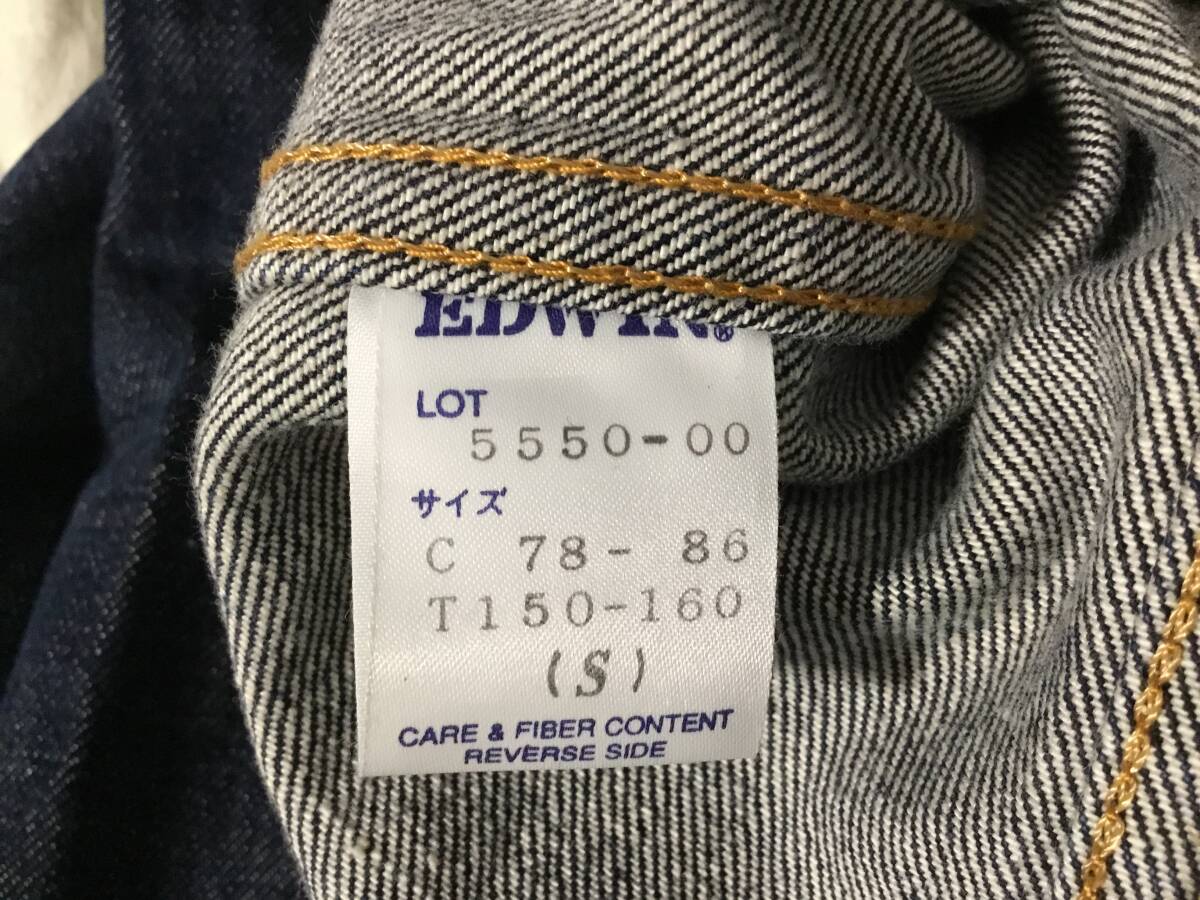 EDWIN®
LOT
5550-00
サイズ
C 78- 86
T150-160
(S)
CARE & FIBER CONTENT
REVERSE SIDE